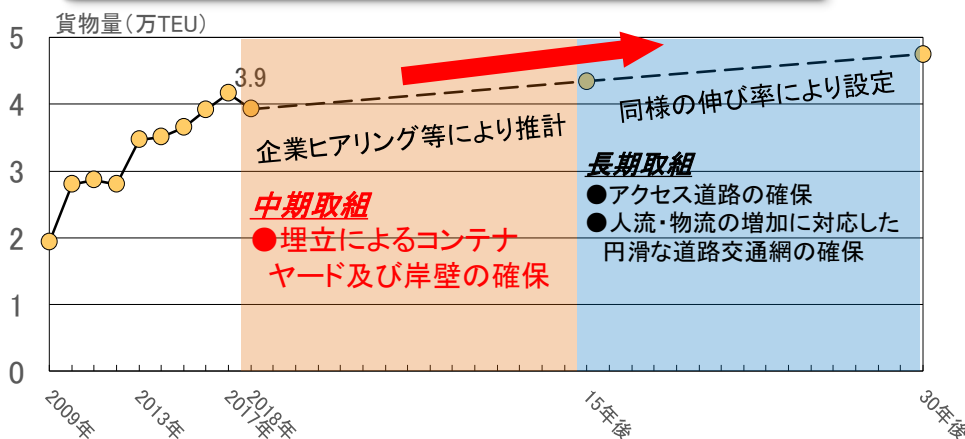 貨物量(万TEU)
5
4
3
2
1
0
3.9
企業ヒアリング等により推計
同様の伸び率により設定
中期取組
●埋立によるコンテナ
ヤード及び岸壁の確保
長期取組
●アクセス道路の確保
●人流・物流の増加に対応した
円滑な道路交通網の確保
2009年
2013年
2017年
2018年
15年後
30年後